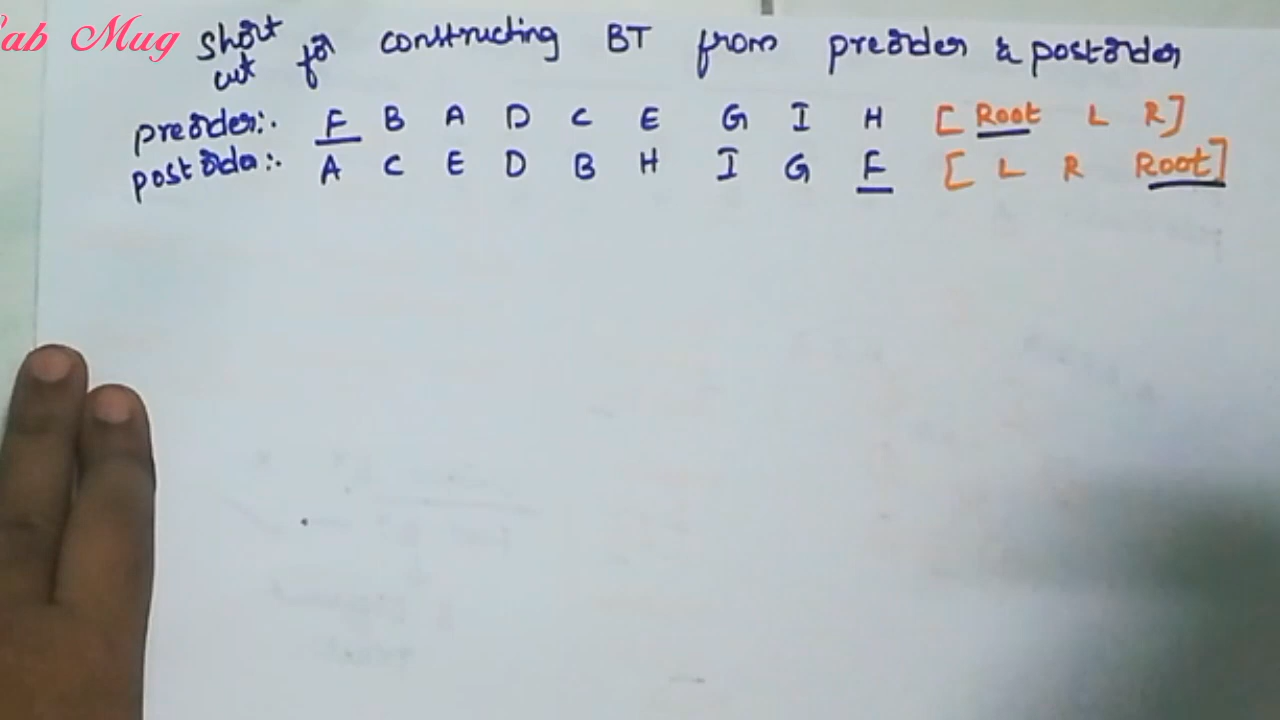 Lab Mug
short cut for constructing BT from preorder & postorder
preorder:. F B A D C E G I H [ Root L R ]
postorder:. A C E D B H I G F [ L R Root ]